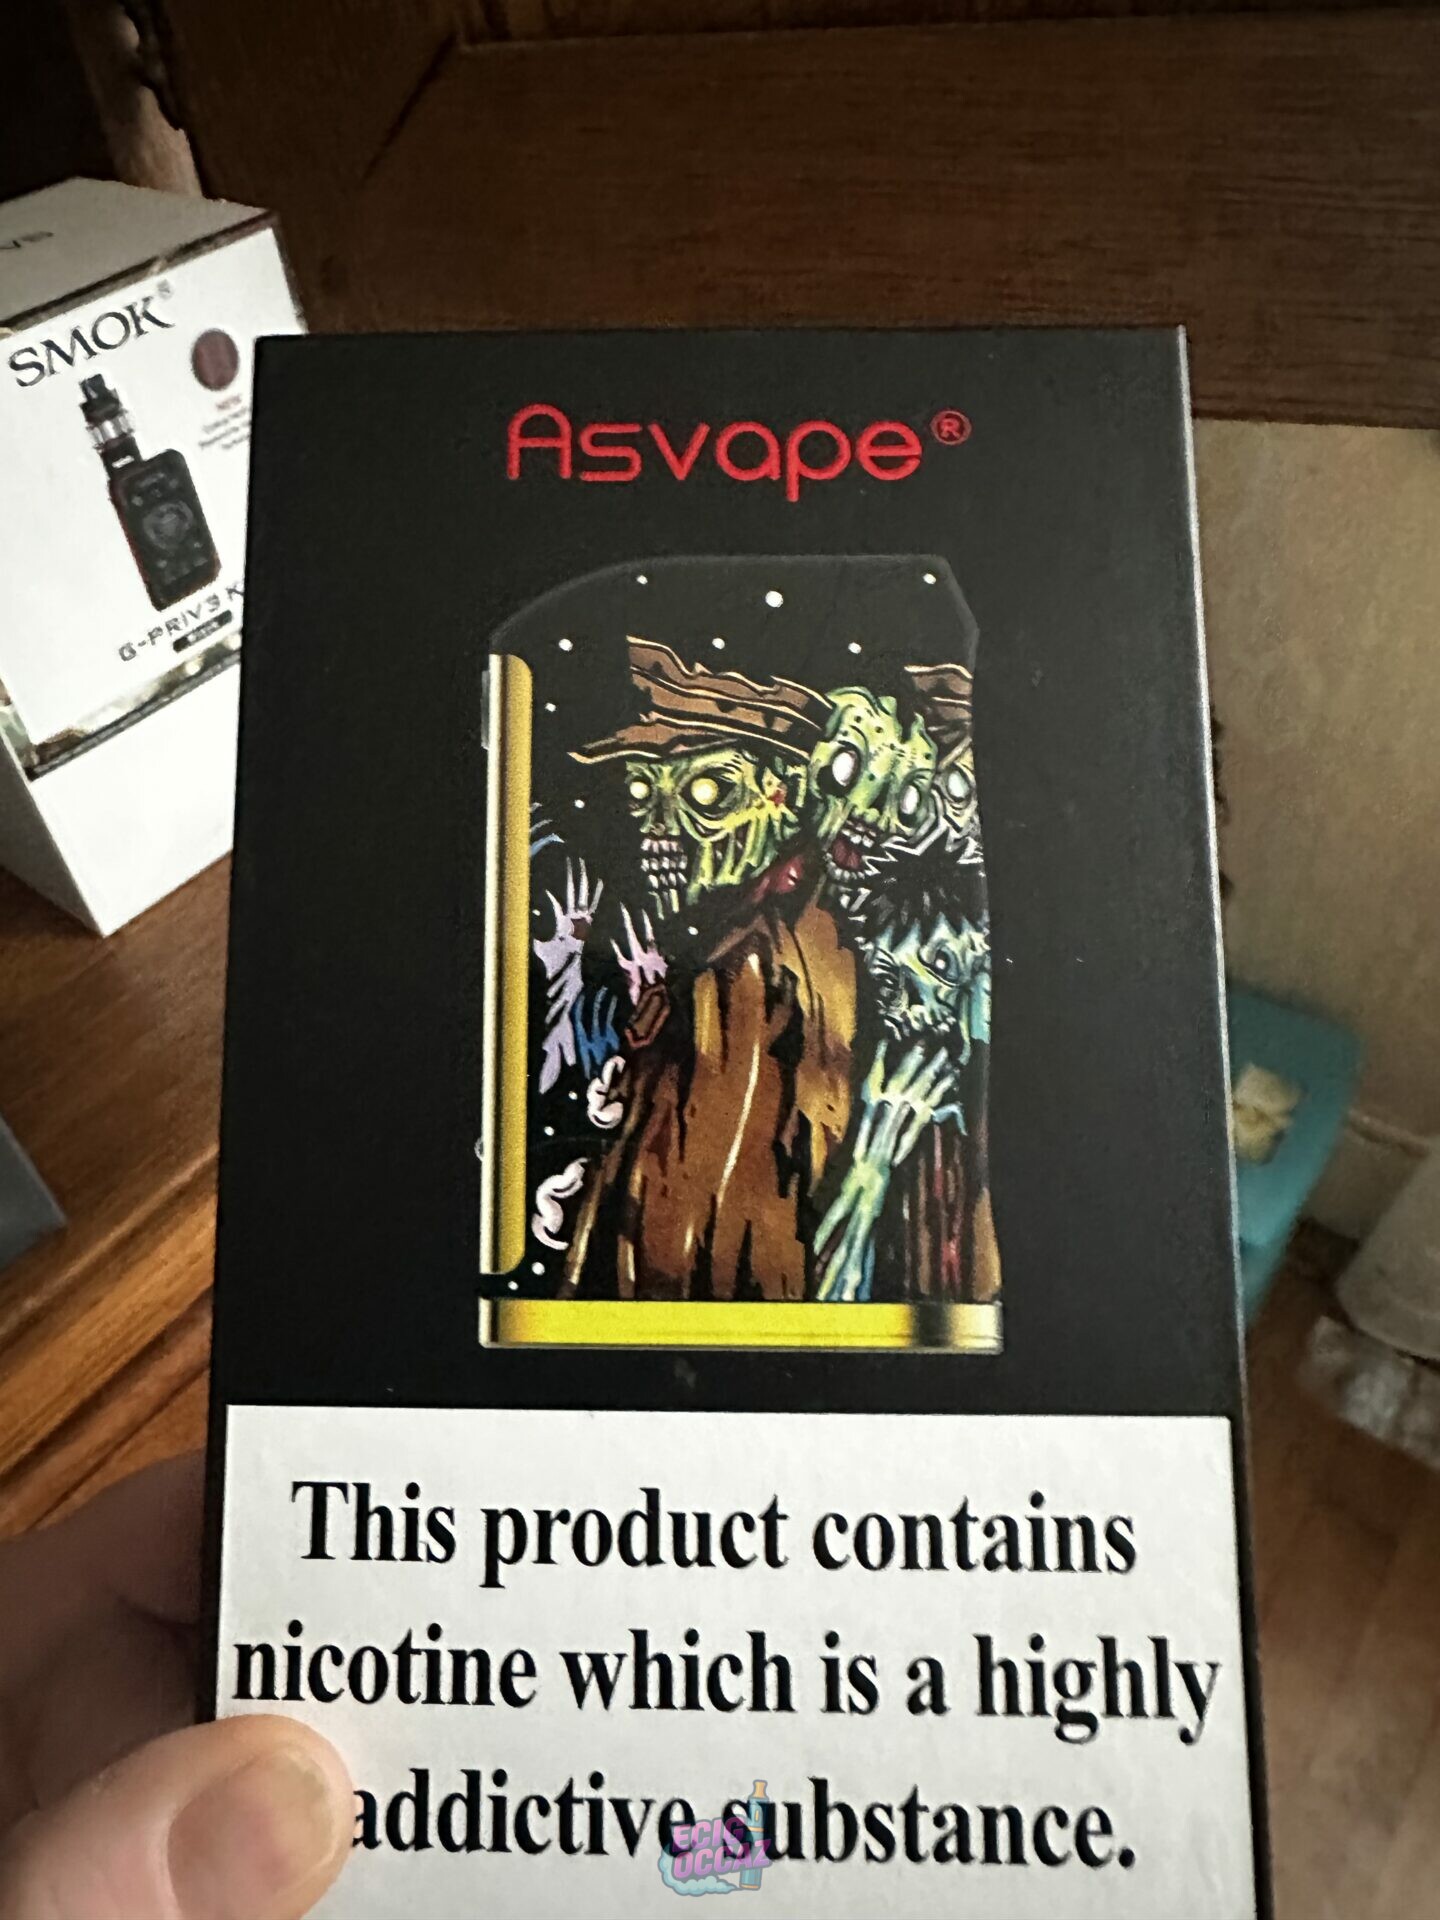 SMOK®
G-PRIV 3 K
Asvape®
This product contains
nicotine which is a highly
addictive substance.
ECIG
OCCAZ